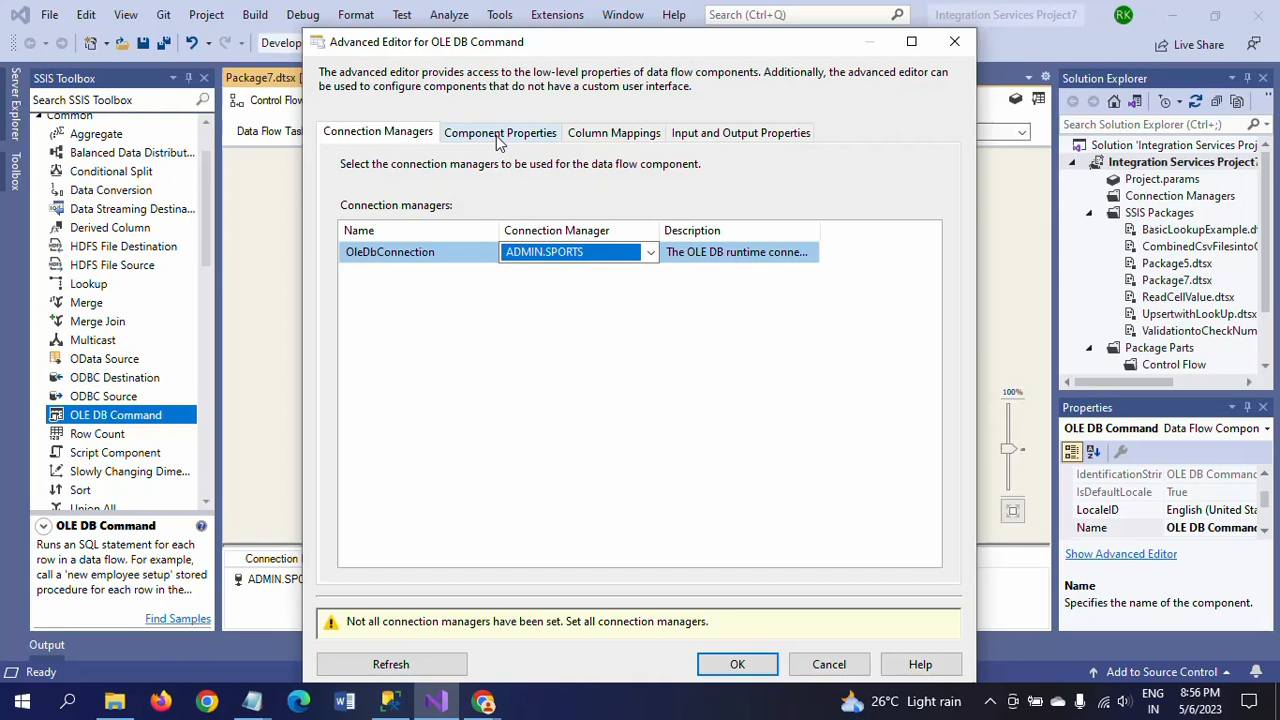 File Edit View Git Project Build Debug Format Test Analyze Tools Extensions Window Help Search (Ctrl+Q) Integration Services Project7 RK
Develop
Live Share
Server Explorer
Toolbox
SSIS Toolbox
Search SSIS Toolbox
Common
Aggregate
Balanced Data Distribut...
Conditional Split
Data Conversion
Data Streaming Destina...
Derived Column
HDFS File Destination
HDFS File Source
Lookup
Merge
Merge Join
Multicast
OData Source
ODBC Destination
ODBC Source
OLE DB Command
Row Count
Script Component
Slowly Changing Dime...
Sort
Union All
OLE DB Command
Runs an SQL statement for each
row in a data flow. For example,
call a 'new employee setup' stored
procedure for each row in the...
Find Samples
Package7.dtsx
Control Flow
Data Flow Task
Connection
ADMIN.SPO
100%
Advanced Editor for OLE DB Command
The advanced editor provides access to the low-level properties of data flow components. Additionally, the advanced editor can
be used to configure components that do not have a custom user interface.
Connection Managers Component Properties Column Mappings Input and Output Properties
Select the connection managers to be used for the data flow component.
Connection managers:
Name Connection Manager Description
OleDbConnection ADMIN.SPORTS The OLE DB runtime conne...
Not all connection managers have been set. Set all connection managers.
Refresh OK Cancel Help
Solution Explorer
Search Solution Explorer (Ctrl+;)
Solution 'Integration Services Proj
Integration Services Project7
Project.params
Connection Managers
SSIS Packages
BasicLookupExample.d
CombinedCsvFilesintoC
Package5.dtsx
Package7.dtsx
ReadCellValue.dtsx
UpsertwithLookUp.dtsx
ValidationtoCheckNum
Package Parts
Control Flow
Properties
OLE DB Command Data Flow Compon
IdentificationStrir OLE DB Command
IsDefaultLocale True
LocaleID English (United Sta
Name OLE DB Command
Show Advanced Editor
Name
Specifies the name of the component.
Output
Ready
Add to Source Control
26°C Light rain
ENG
IN
8:56 PM
5/6/2023